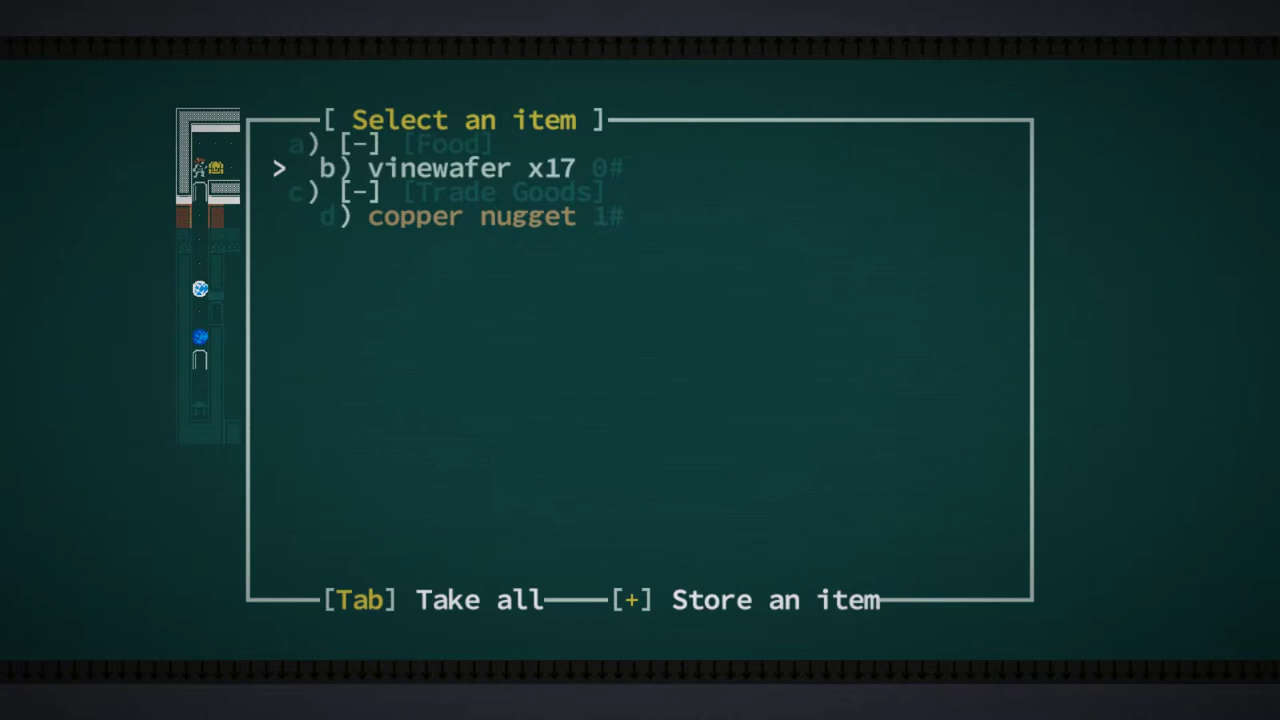 [ Select an item ]
a) [-] [Food]
> b) vinewafer x17 0#
c) [-] [Trade Goods]
d) copper nugget 1#
[Tab] Take all [+] Store an item